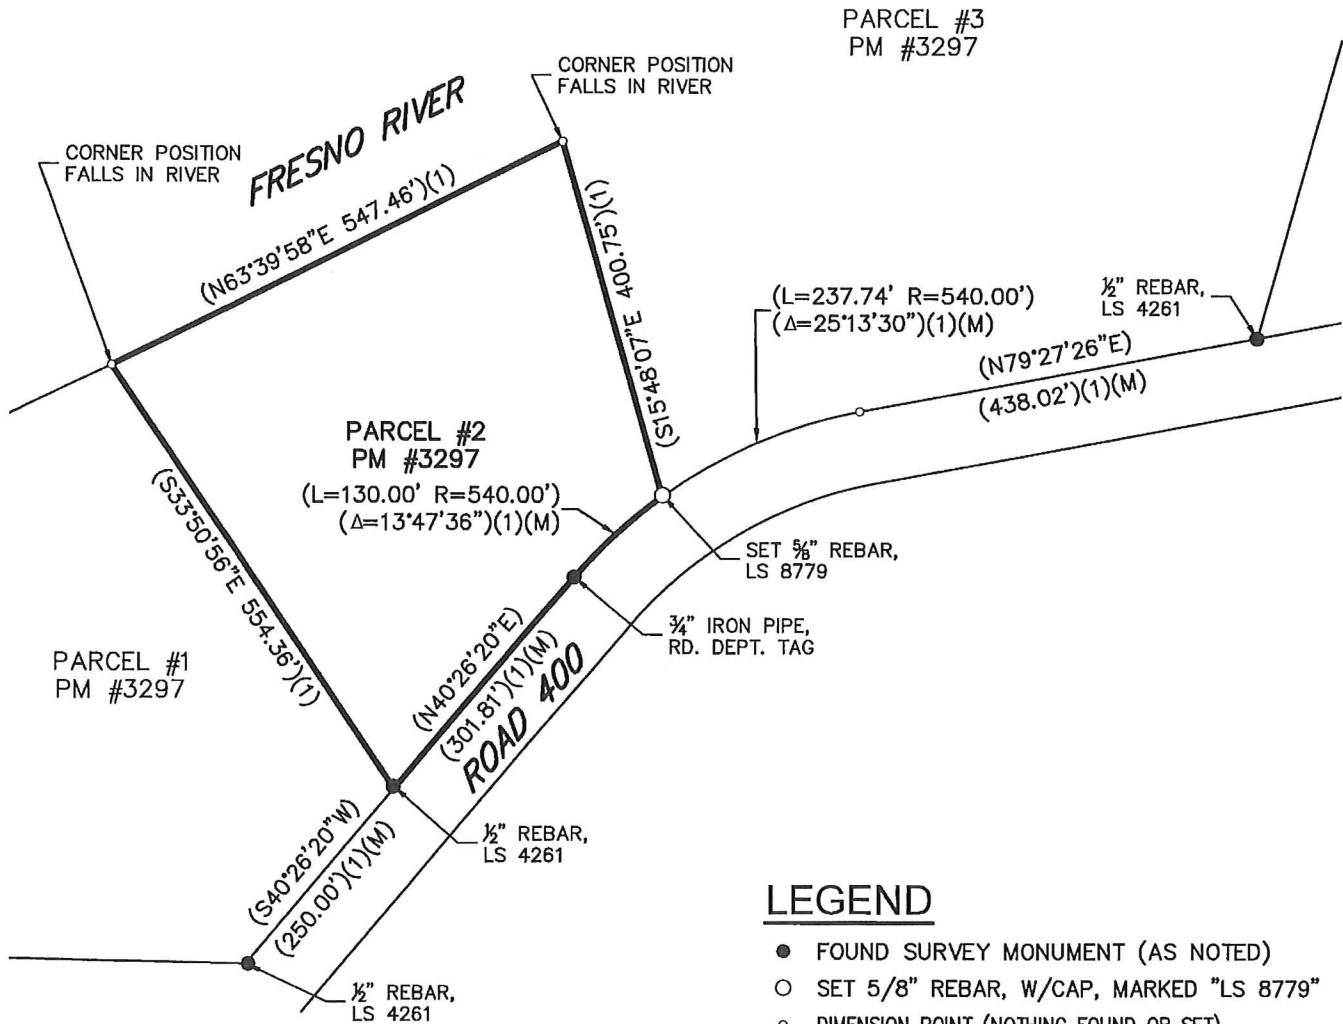 PARCEL #3
PM #3297
CORNER POSITION
FALLS IN RIVER
CORNER POSITION
FALLS IN RIVER
FRESNO RIVER
(N63°39'58"E 547.46')(1)
(S15°48'07"E 400.75')(1)
(L=237.74' R=540.00')
(Δ=25°13'30")(1)(M)
½" REBAR,
LS 4261
(N79°27'26"E)
(438.02')(1)(M)
PARCEL #2
PM #3297
(L=130.00' R=540.00')
(Δ=13°47'36")(1)(M)
(S33°50'56"E 554.36')(1)
SET ⅝" REBAR,
LS 8779
¾" IRON PIPE,
RD. DEPT. TAG
PARCEL #1
PM #3297
(N40°26'20"E)
(301.81')(1)(M)
ROAD 400
½" REBAR,
LS 4261
(S40°26'20"W)
(250.00')(1)(M)
½" REBAR,
LS 4261
LEGEND
FOUND SURVEY MONUMENT (AS NOTED)
SET 5/8" REBAR, W/CAP, MARKED "LS 8779"
DIMENSION POINT (NOTHING FOUND OR SET)